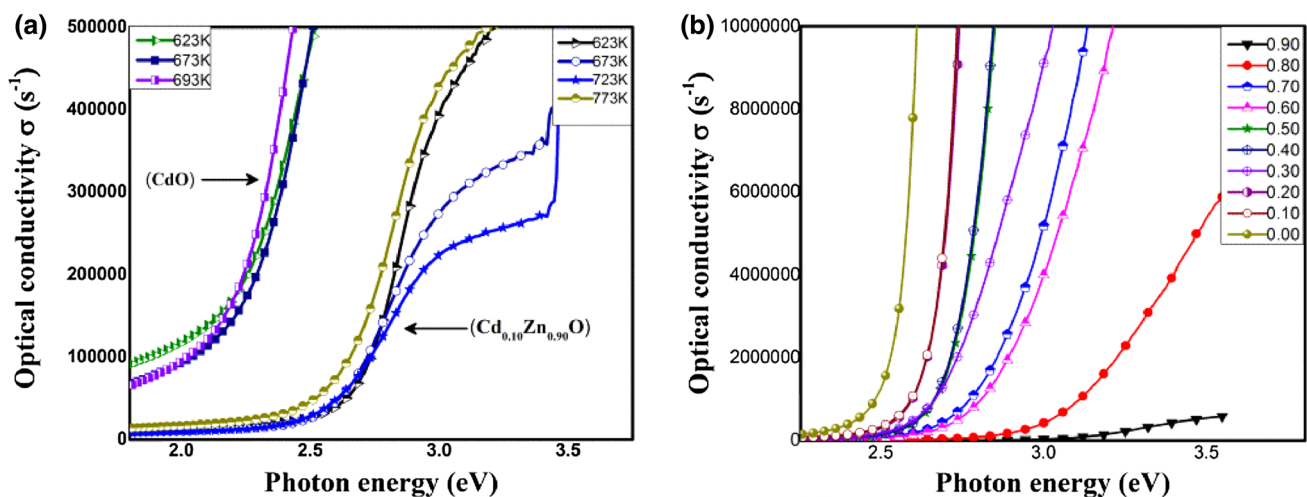 (a)
Optical conductivity σ (s⁻¹)
500000
400000
300000
200000
100000
0
623K
673K
693K
623K
673K
723K
773K
(CdO)
(Cd₀.₁₀Zn₀.₉₀O)
2.0
2.5
3.0
3.5
Photon energy (eV)
(b)
Optical conductivity σ (s⁻¹)
10000000
8000000
6000000
4000000
2000000
0
0.90
0.80
0.70
0.60
0.50
0.40
0.30
0.20
0.10
0.00
2.5
3.0
3.5
Photon energy (eV)